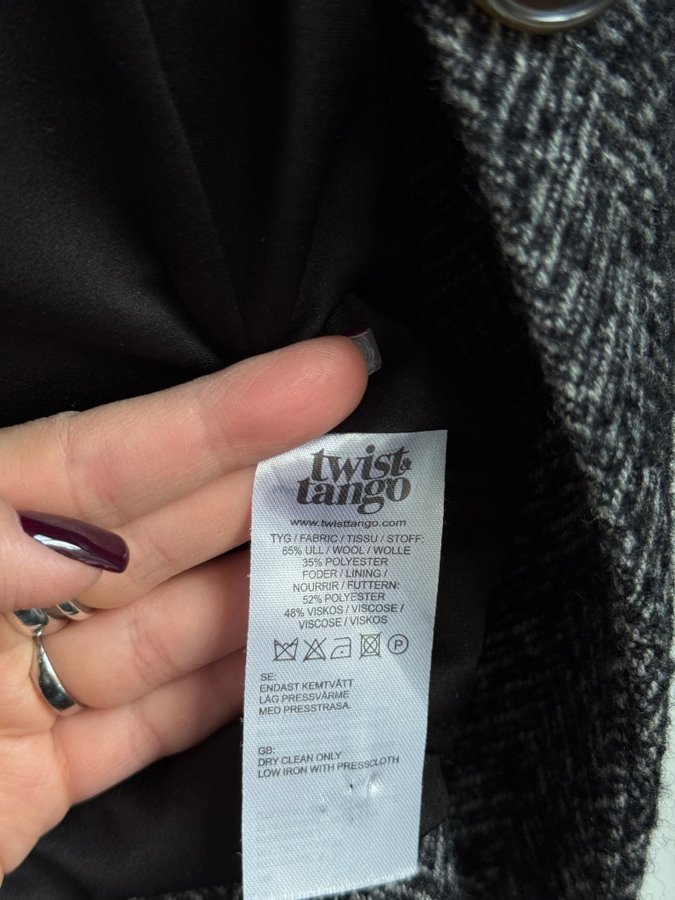 twist &
tango
www.twisttango.com
TYG / FABRIC / TISSU / STOFF:
65% ULL / WOOL / WOLLE
35% POLYESTER
FODER / LINING /
NOURRIR / FUTTERN:
52% POLYESTER
48% VISKOS / VISCOSE /
VISCOSE / VISKOS
P
SE:
ENDAST KEMTVÄTT
LÅG PRESSVÄRME
MED PRESSTRASA.
GB:
DRY CLEAN ONLY
LOW IRON WITH PRESSCLOTH